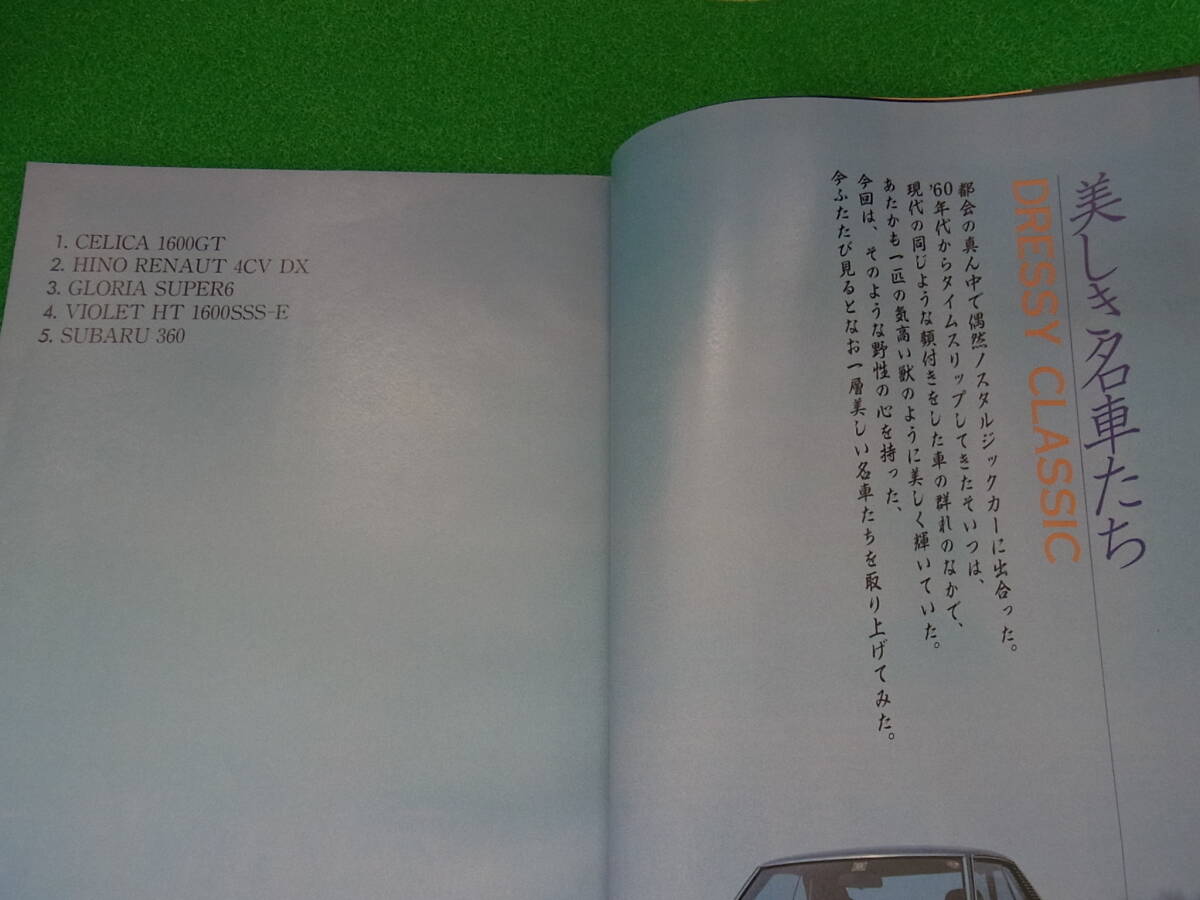 1. CELICA 1600GT
2. HINO RENAUT 4CV DX
3. GLORIA SUPER6
4. VIOLET HT 1600SSS-E
5. SUBARU 360
美しき名車たち
DRESSY CLASSIC
都会の真ん中で偶然ノスタルジックカーに出合った。
'60年代からタイムスリップしてきたそいつは、
現代の同じような顔付きをした車の群れのなかで、
あたかも一匹の気高い獣のように美しく輝いていた。
今回は、そのような野性の心を持った、
今ふたたび見るとなお一層美しい名車たちを取り上げてみた。